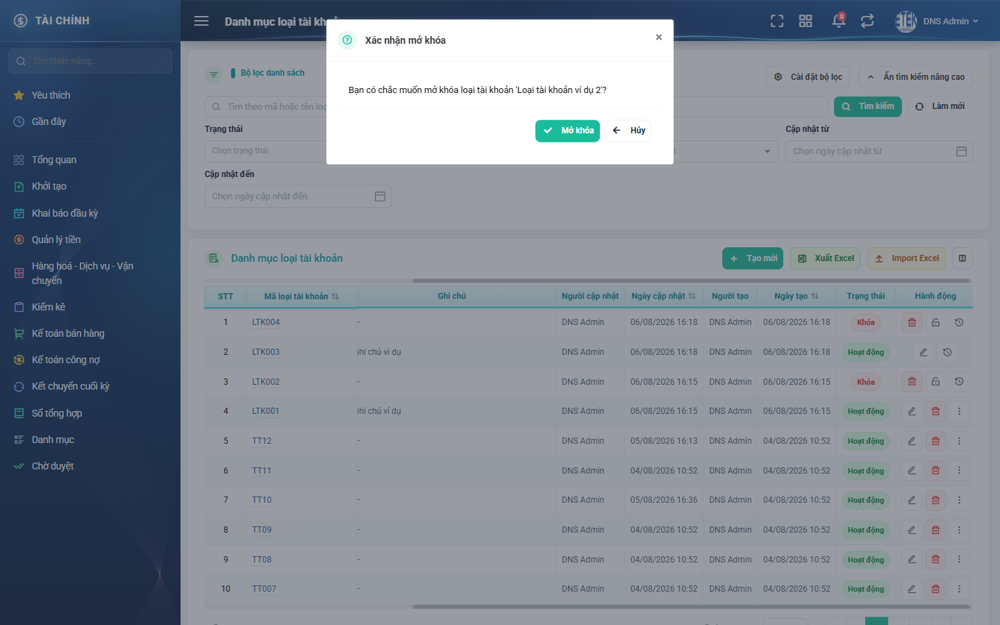 TÀI CHÍNH
Tìm chức năng...
Yêu thích
Gần đây
Tổng quan
Khởi tạo
Khai báo đầu kỳ
Quản lý tiền
Hàng hoá - Dịch vụ - Vận
chuyển
Kiểm kê
Kế toán bán hàng
Kế toán công nợ
Kết chuyển cuối kỳ
Sổ tổng hợp
Danh mục
Chờ duyệt
Danh mục loại tài
8
DNS Admin
Xác nhận mở khóa
×
Bạn có chắc muốn mở khóa loại tài khoản 'Loại tài khoản ví dụ 2'?
Mở khóa
Hủy
Bộ lọc danh sách
Cài đặt bộ lọc
Ẩn tìm kiếm nâng cao
Tìm theo mã hoặc tên
Tìm kiếm
Làm mới
Trạng thái
Chọn trạng thái
Cập nhật từ
Chọn ngày cập nhật từ
Cập nhật đến
Chọn ngày cập nhật đến
Danh mục loại tài khoản
Tạo mới
Xuất Excel
Import Excel
STT Mã loại tài khoản Ghi chú Người cập nhật Ngày cập nhật Người tạo Ngày tạo Trạng thái Hành động
1 LTK004 - DNS Admin 06/08/2026 16:18 DNS Admin 06/08/2026 16:18 Khóa
2 LTK003 Ghi chú ví dụ DNS Admin 06/08/2026 16:18 DNS Admin 06/08/2026 16:18 Hoạt động
3 LTK002 - DNS Admin 06/08/2026 16:15 DNS Admin 06/08/2026 16:15 Khóa
4 LTK001 Ghi chú ví dụ DNS Admin 06/08/2026 16:15 DNS Admin 06/08/2026 16:15 Hoạt động
5 TT12 - DNS Admin 05/08/2026 16:13 DNS Admin 04/08/2026 10:52 Hoạt động
6 TT11 - DNS Admin 04/08/2026 10:52 DNS Admin 04/08/2026 10:52 Hoạt động
7 TT10 - DNS Admin 05/08/2026 16:36 DNS Admin 04/08/2026 10:52 Hoạt động
8 TT09 - DNS Admin 04/08/2026 10:52 DNS Admin 04/08/2026 10:52 Hoạt động
9 TT08 - DNS Admin 04/08/2026 10:52 DNS Admin 04/08/2026 10:52 Hoạt động
10 TT007 - DNS Admin 04/08/2026 10:52 DNS Admin 04/08/2026 10:52 Hoạt động